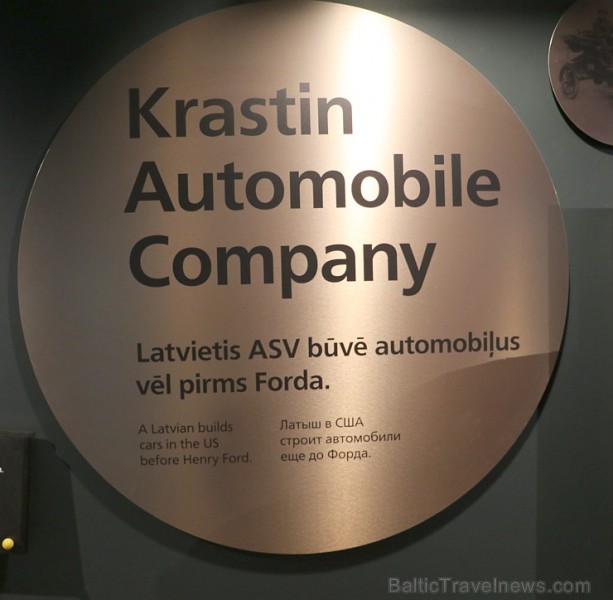 Krastin
Automobile
Company
Latvietis ASV būvē automobiļus
vēl pirms Forda.
A Latvian builds
cars in the US
before Henry Ford.
Латыш в США
строит автомобили
еще до Форда.
BalticTravelnews.com